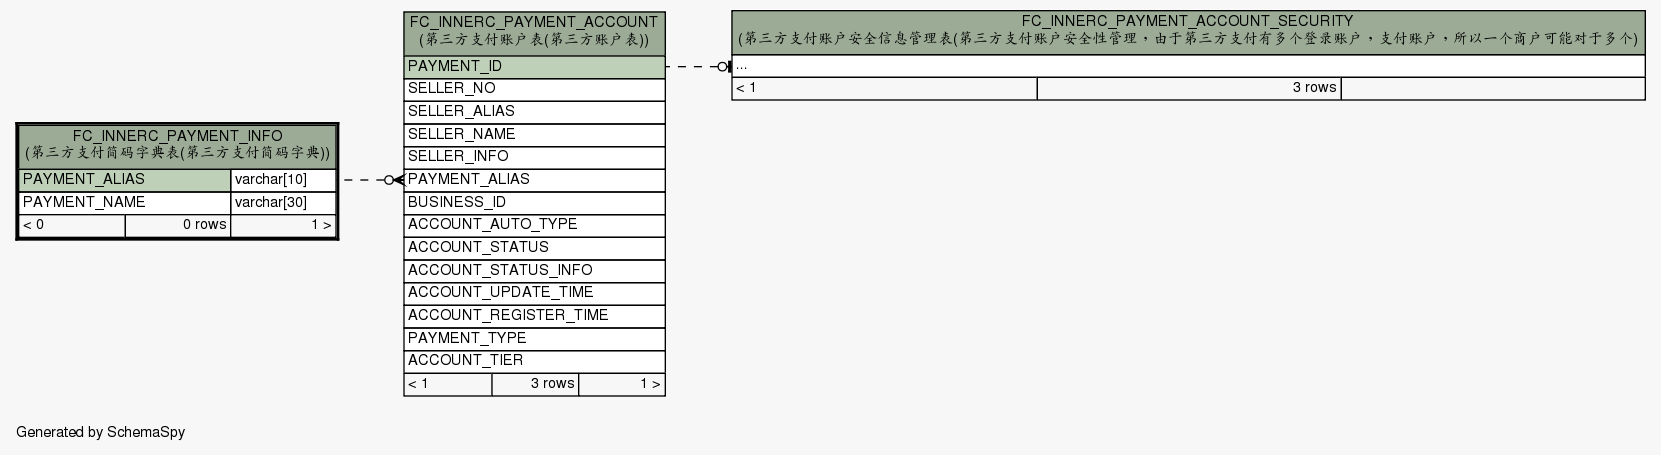 FC_INNERC_PAYMENT_INFO
(第三方支付简码字典表(第三方支付简码字典))
PAYMENT_ALIAS varchar[10]
PAYMENT_NAME varchar[30]
< 0 0 rows 1 >
FC_INNERC_PAYMENT_ACCOUNT
(第三方支付账户表(第三方账户表))
PAYMENT_ID
SELLER_NO
SELLER_ALIAS
SELLER_NAME
SELLER_INFO
PAYMENT_ALIAS
BUSINESS_ID
ACCOUNT_AUTO_TYPE
ACCOUNT_STATUS
ACCOUNT_STATUS_INFO
ACCOUNT_UPDATE_TIME
ACCOUNT_REGISTER_TIME
PAYMENT_TYPE
ACCOUNT_TIER
< 1 3 rows 1 >
FC_INNERC_PAYMENT_ACCOUNT_SECURITY
(第三方支付账户安全信息管理表(第三方支付账户安全性管理，由于第三方支付有多个登录账户，支付账户，所以一个商户可能对于多个)
...
< 1 3 rows
Generated by SchemaSpy